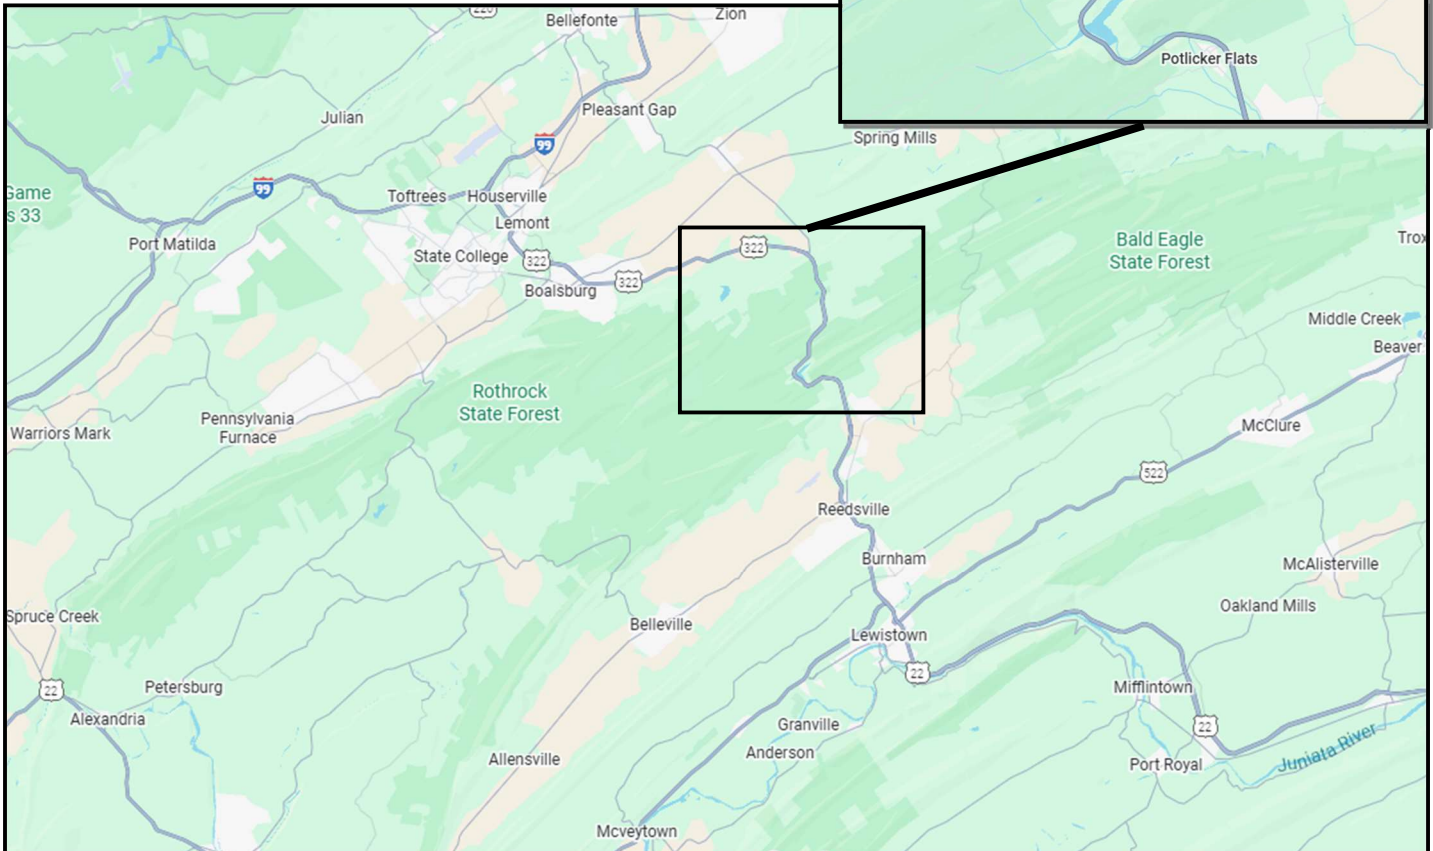 220
Bellefonte
Zion
Potlicker Flats
Julian
Pleasant Gap
99
Spring Mills
99
Game
s 33
Toftrees
Houserville
Lemont
Port Matilda
State College
322
322
322
Boalsburg
Bald Eagle
State Forest
Trox
Middle Creek
Beaver
Rothrock
State Forest
Warriors Mark
Pennsylvania
Furnace
McClure
522
Reedsville
Burnham
McAlisterville
Oakland Mills
Spruce Creek
Belleville
Lewistown
22
22
Petersburg
Alexandria
Mifflintown
Granville
22
Anderson
Allensville
Port Royal
Juniata River
Mcveytown